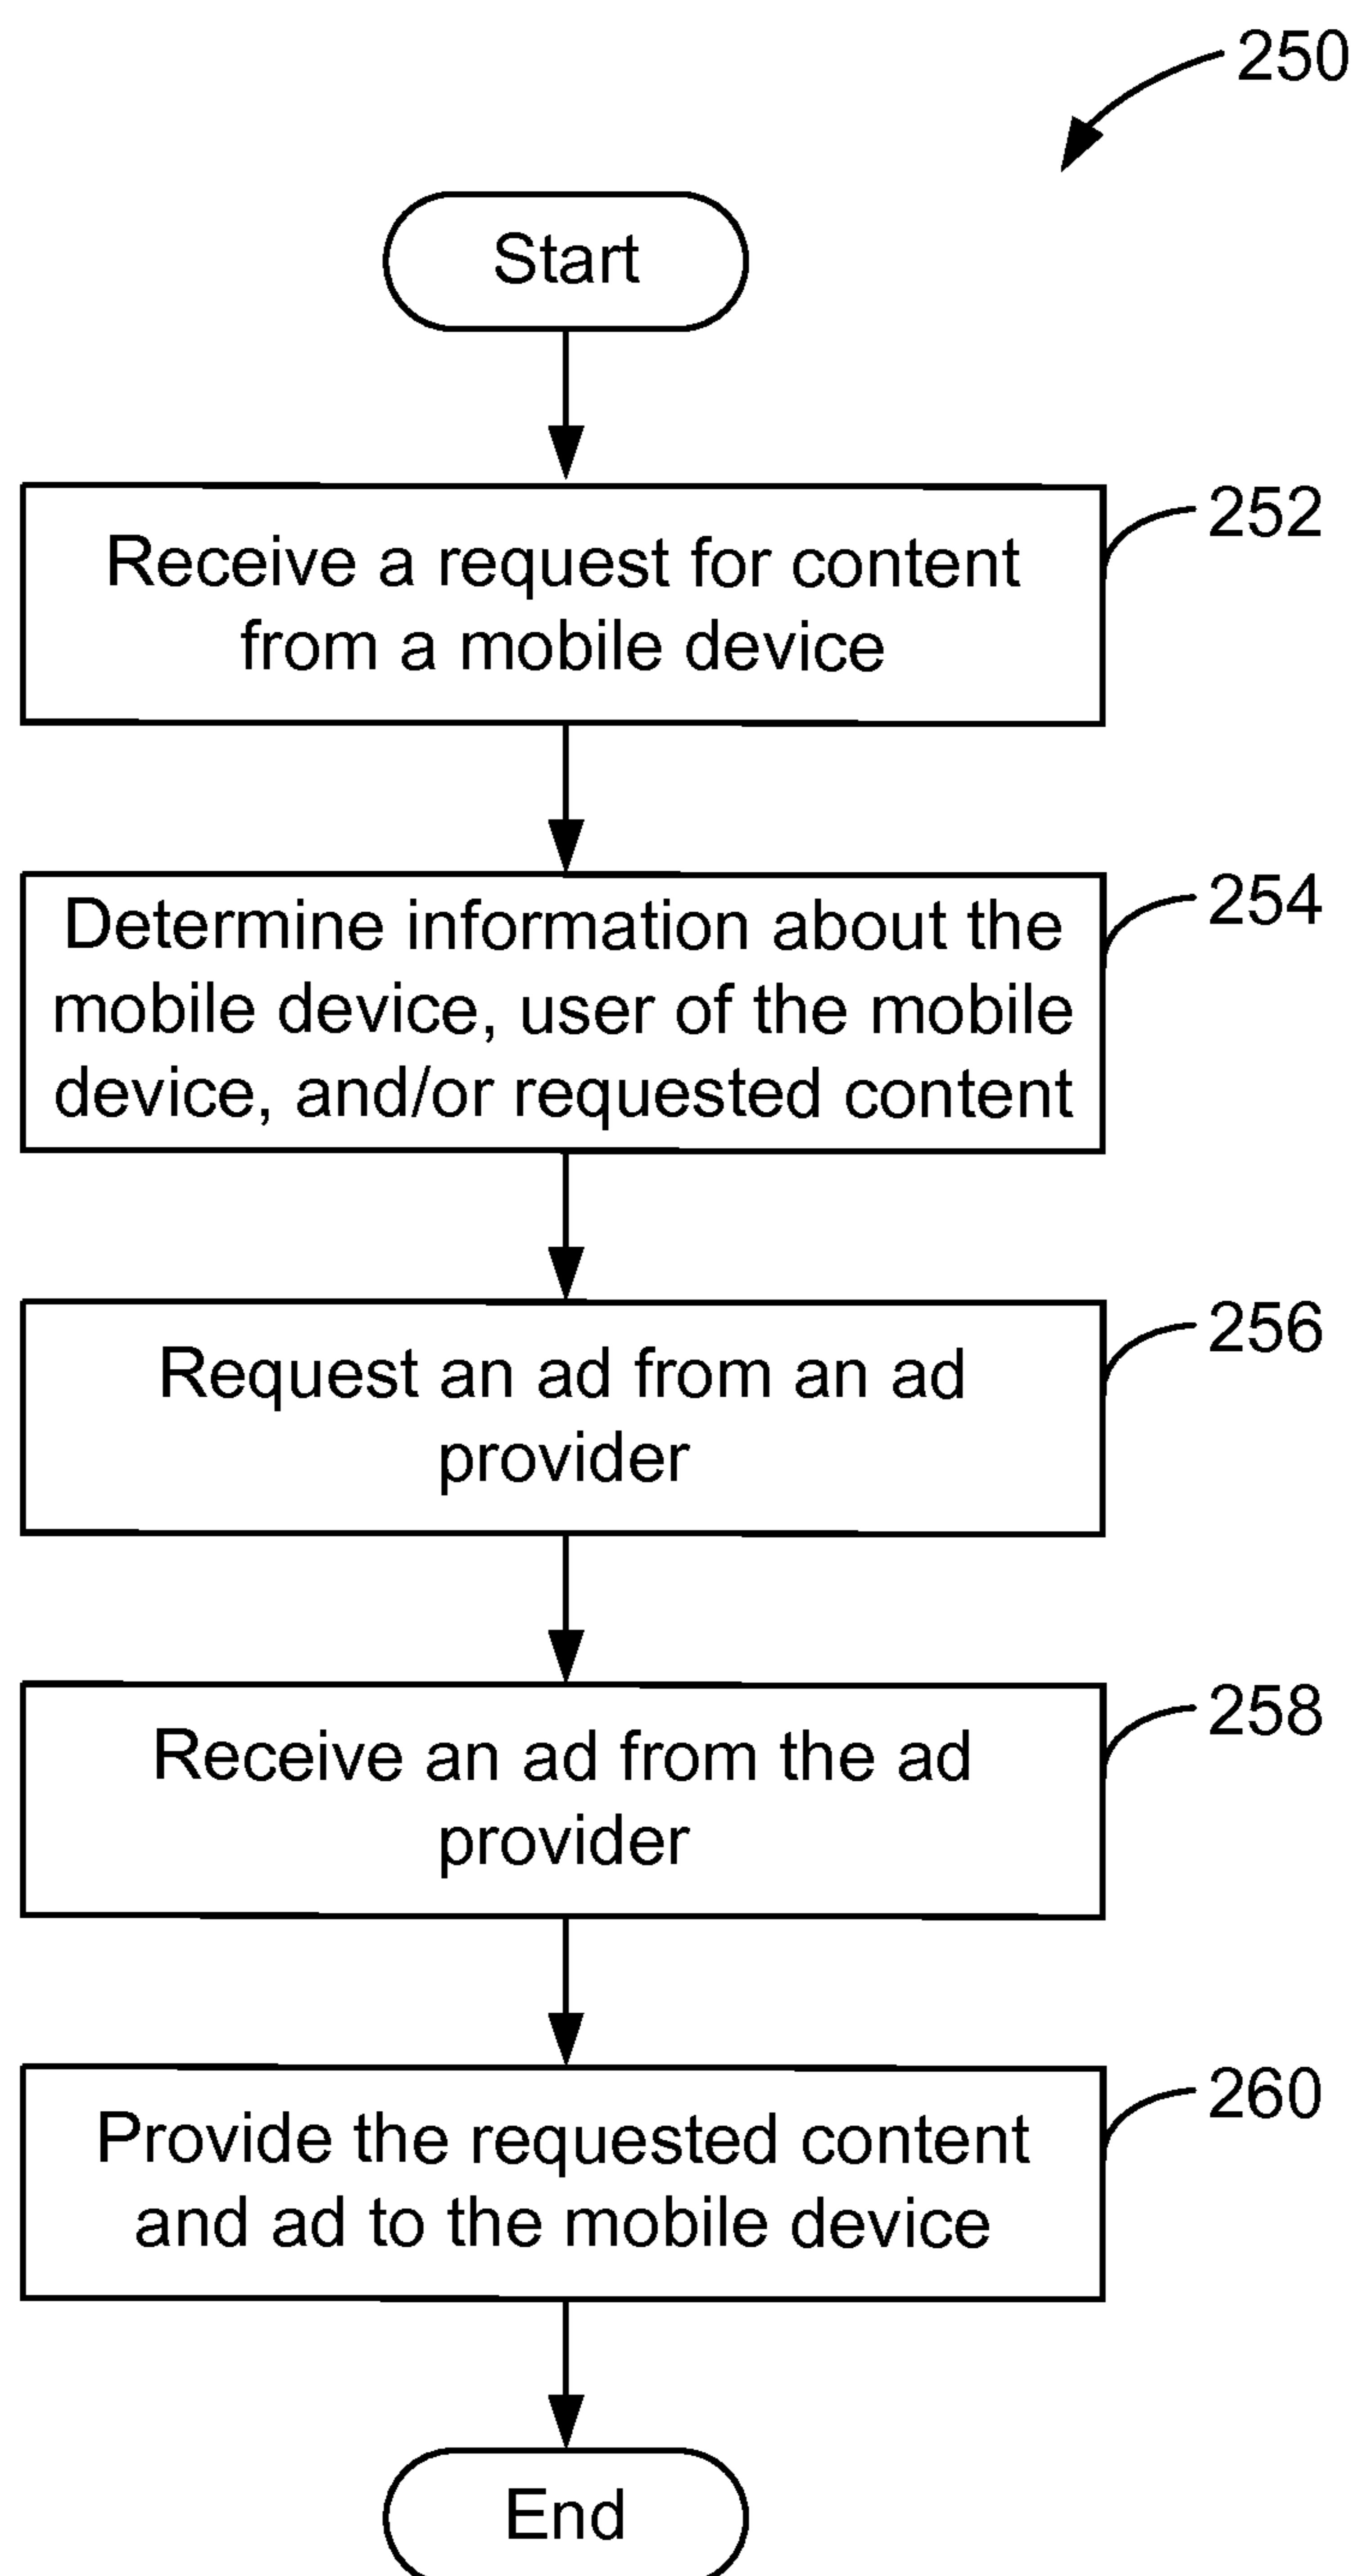 250
Start
252
Receive a request for content
from a mobile device
254
Determine information about the
mobile device, user of the mobile
device, and/or requested content
256
Request an ad from an ad
provider
258
Receive an ad from the ad
provider
260
Provide the requested content
and ad to the mobile device
End